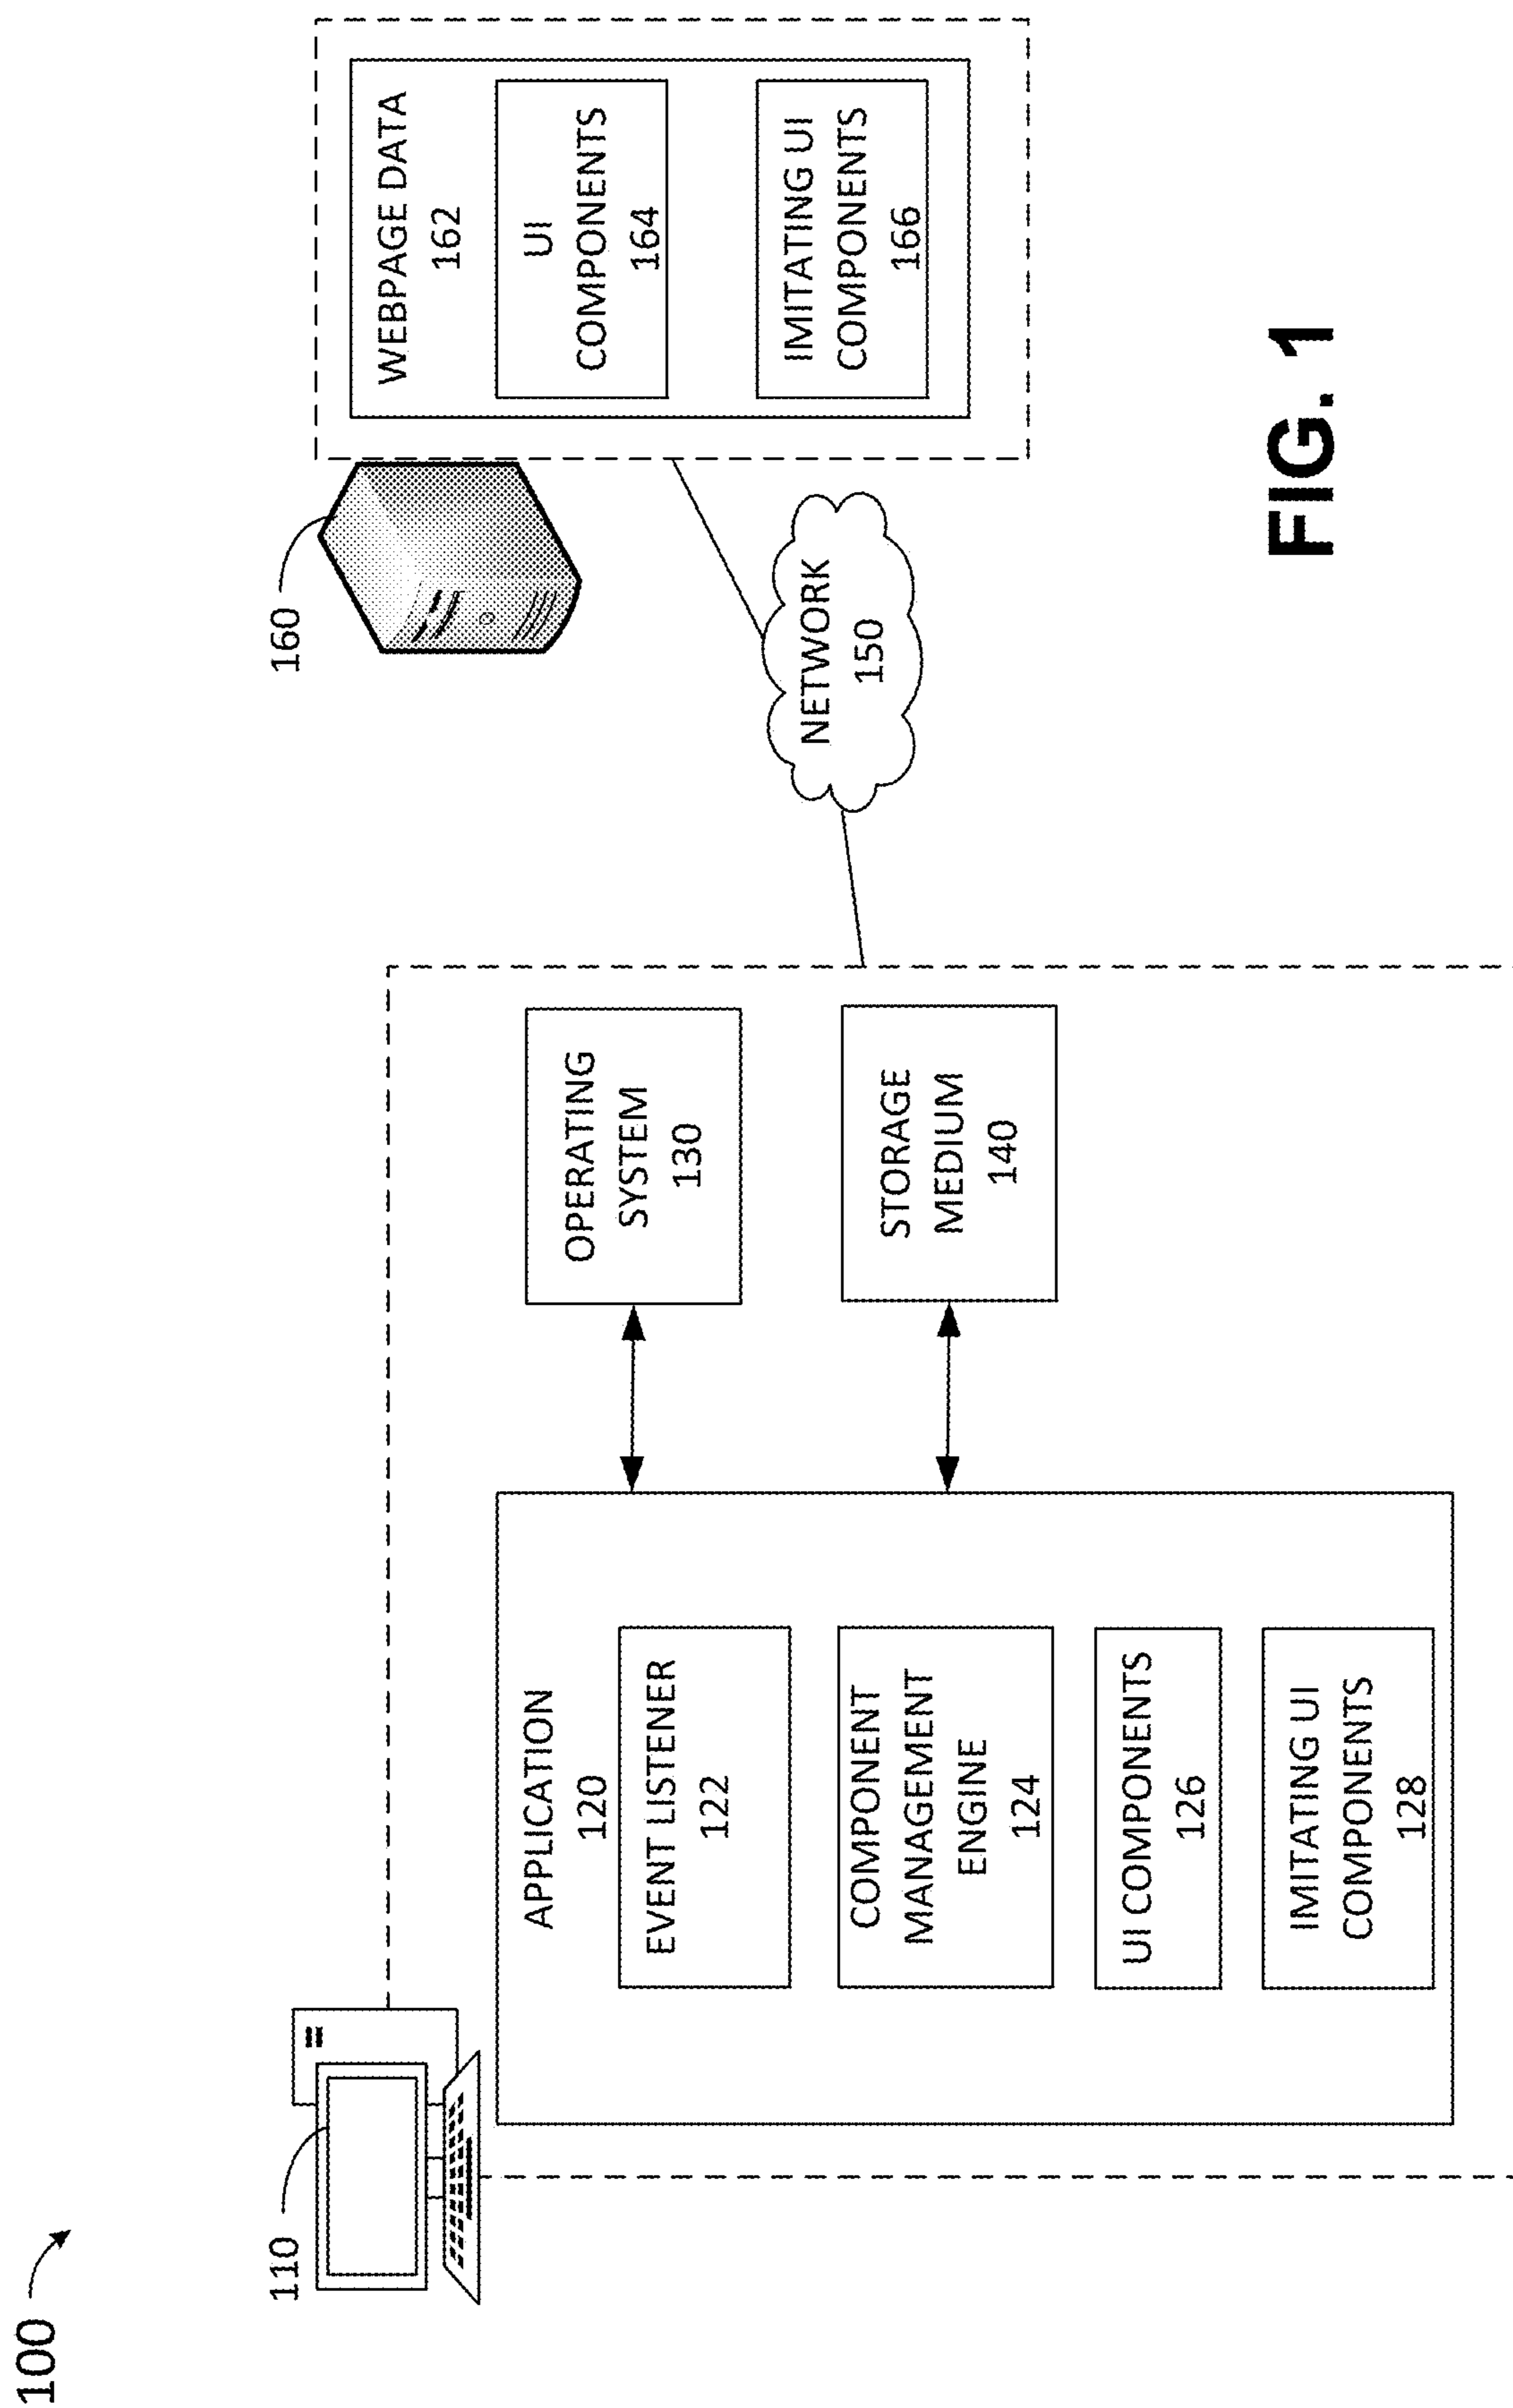 100
110
APPLICATION
120
EVENT LISTENER
122
COMPONENT
MANAGEMENT
ENGINE
124
UI COMPONENTS
126
IMITATING UI
COMPONENTS
128
OPERATING
SYSTEM
130
STORAGE
MEDIUM
140
NETWORK
150
160
WEBPAGE DATA
162
UI
COMPONENTS
164
IMITATING UI
COMPONENTS
166
FIG. 1